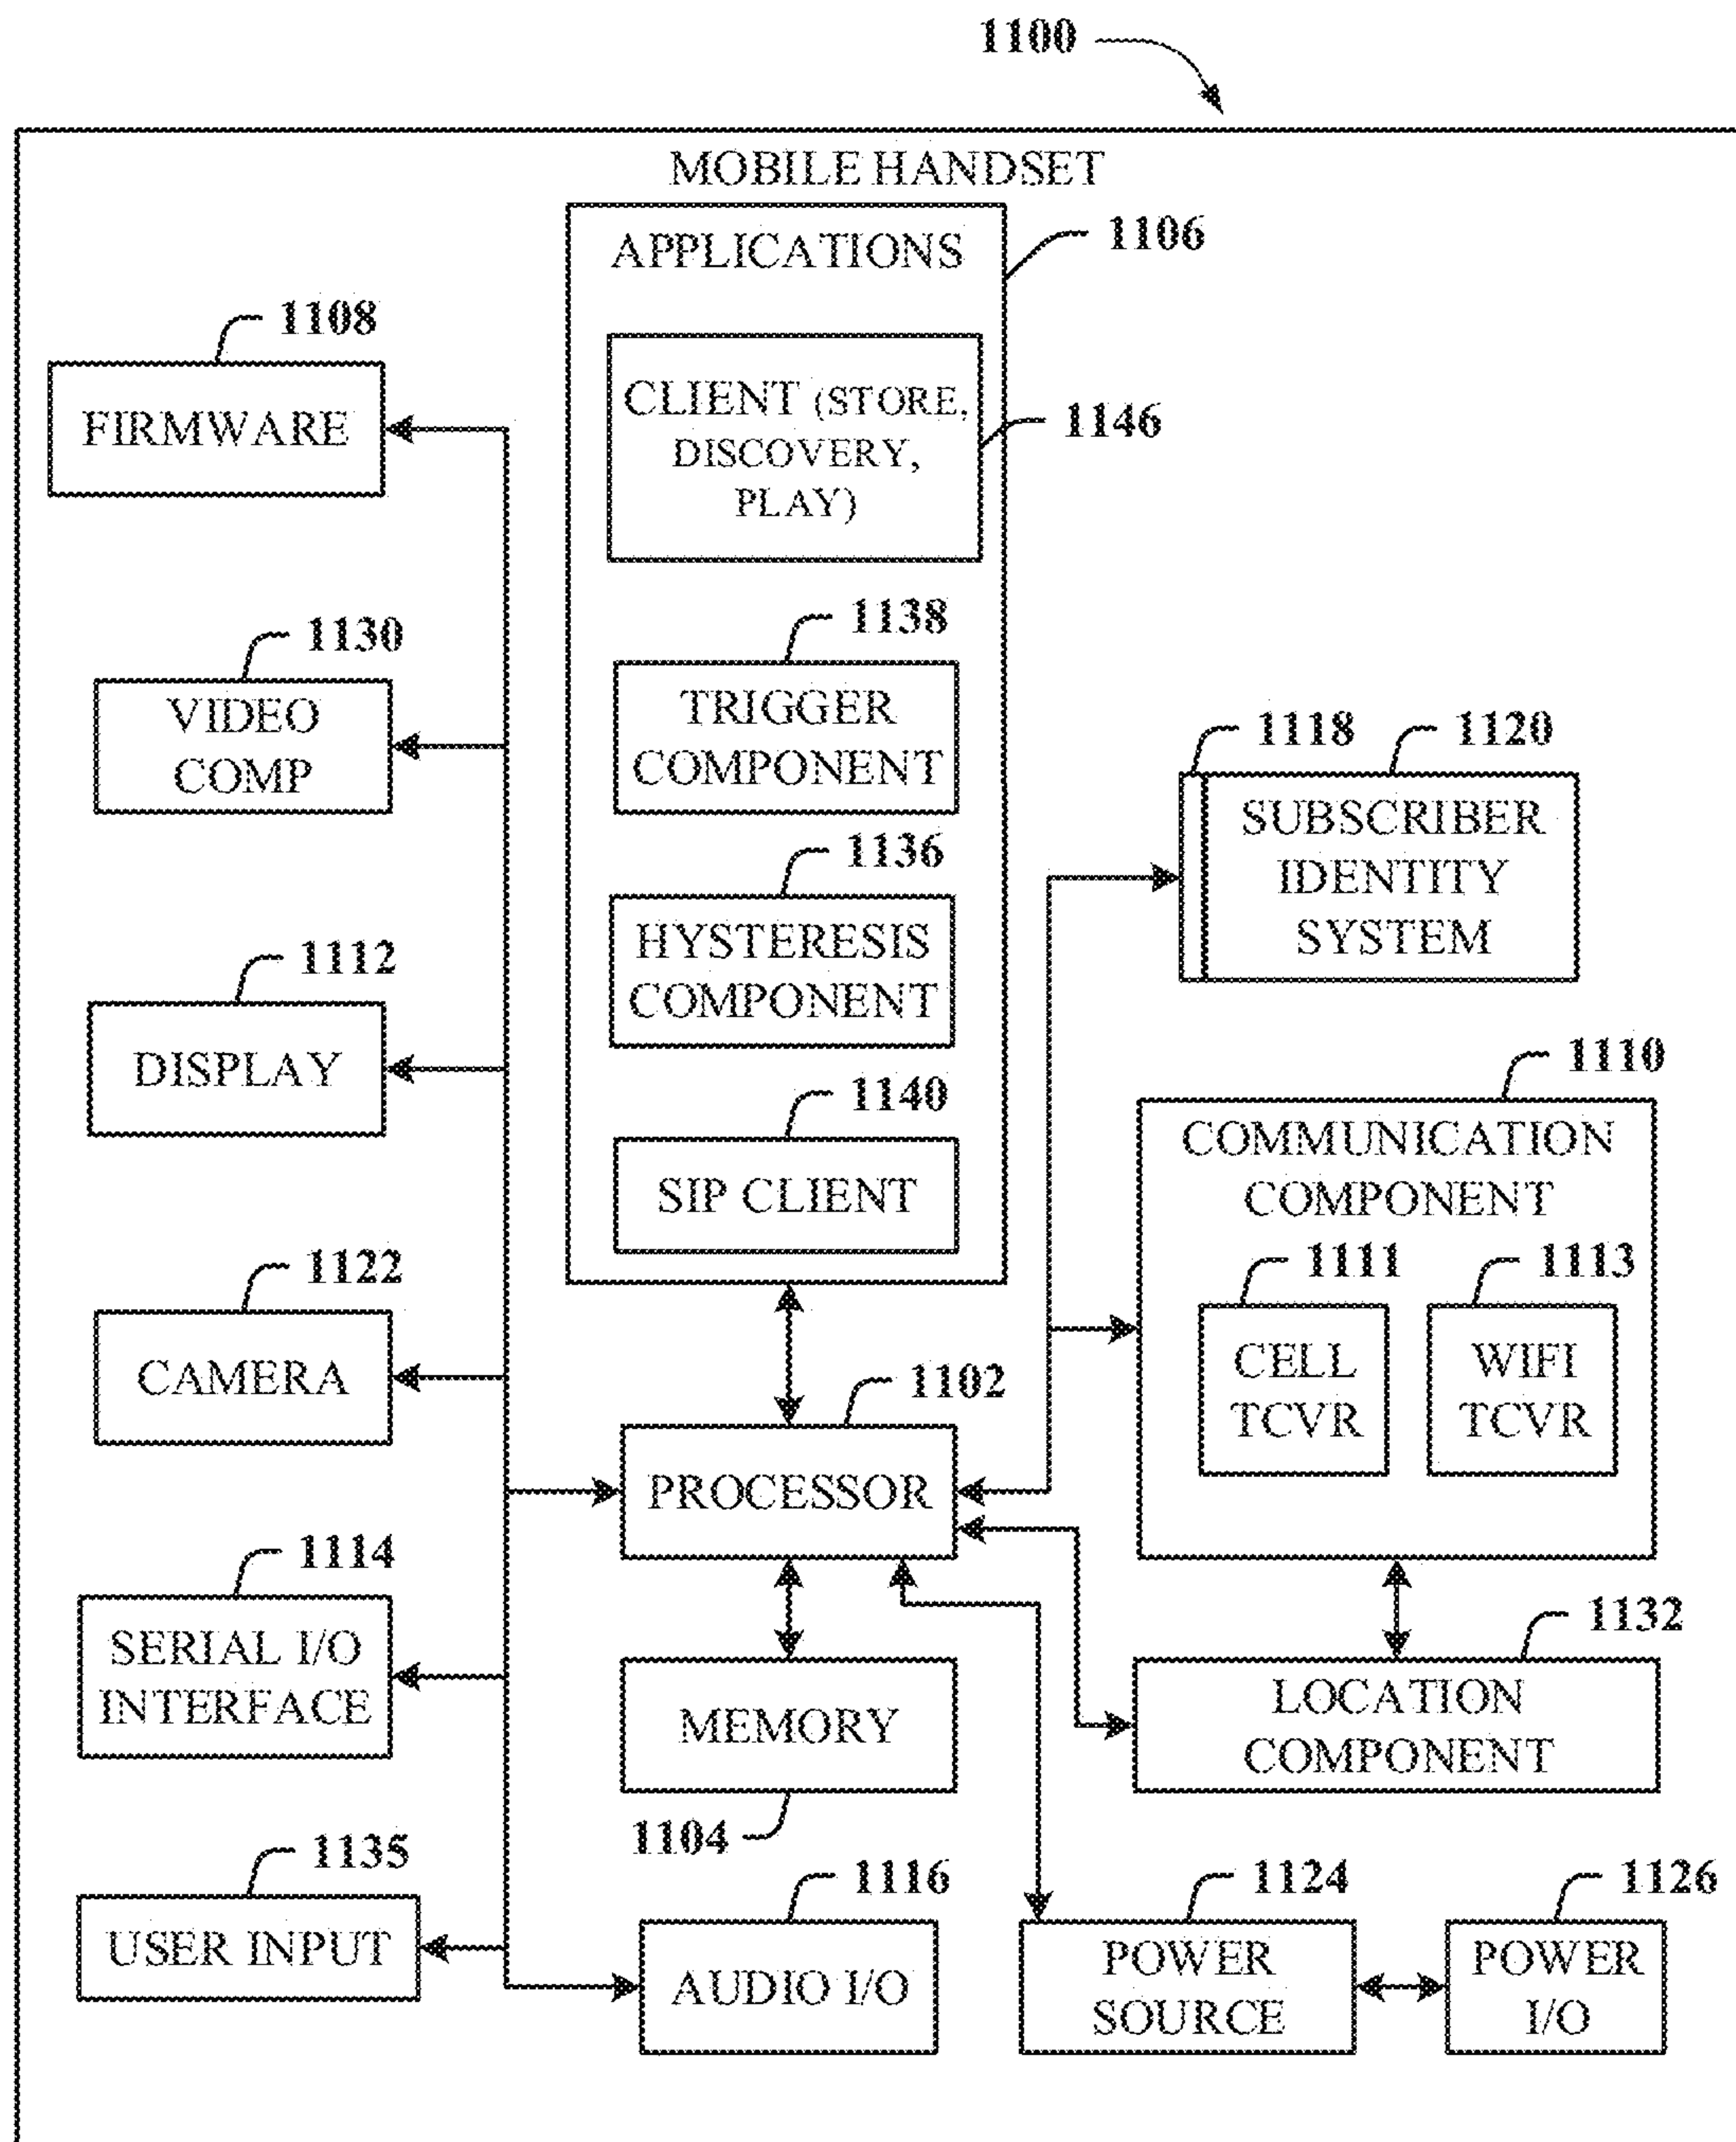 1100
MOBILE HANDSET
APPLICATIONS
1106
1108
FIRMWARE
CLIENT (STORE,
DISCOVERY,
PLAY)
1146
1130
VIDEO
COMP
1138
TRIGGER
COMPONENT
1118
1120
SUBSCRIBER
IDENTITY
SYSTEM
1136
HYSTERESIS
COMPONENT
1112
DISPLAY
1140
SIP CLIENT
1110
COMMUNICATION
COMPONENT
1111
CELL
TCVR
1113
WIFI
TCVR
1122
CAMERA
1102
PROCESSOR
1114
SERIAL I/O
INTERFACE
MEMORY
1104
1132
LOCATION
COMPONENT
1135
USER INPUT
1116
AUDIO I/O
1124
POWER
SOURCE
1126
POWER
I/O